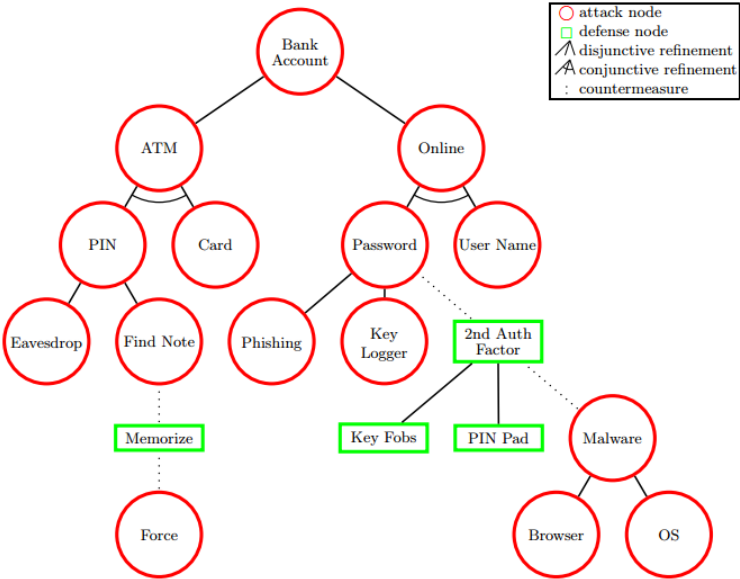 Bank
Account
attack node
defense node
disjunctive refinement
conjunctive refinement
: countermeasure
ATM
Online
PIN
Card
Password
User Name
Eavesdrop
Find Note
Phishing
Key
Logger
2nd Auth
Factor
Memorize
Key Fobs
PIN Pad
Malware
Force
Browser
OS